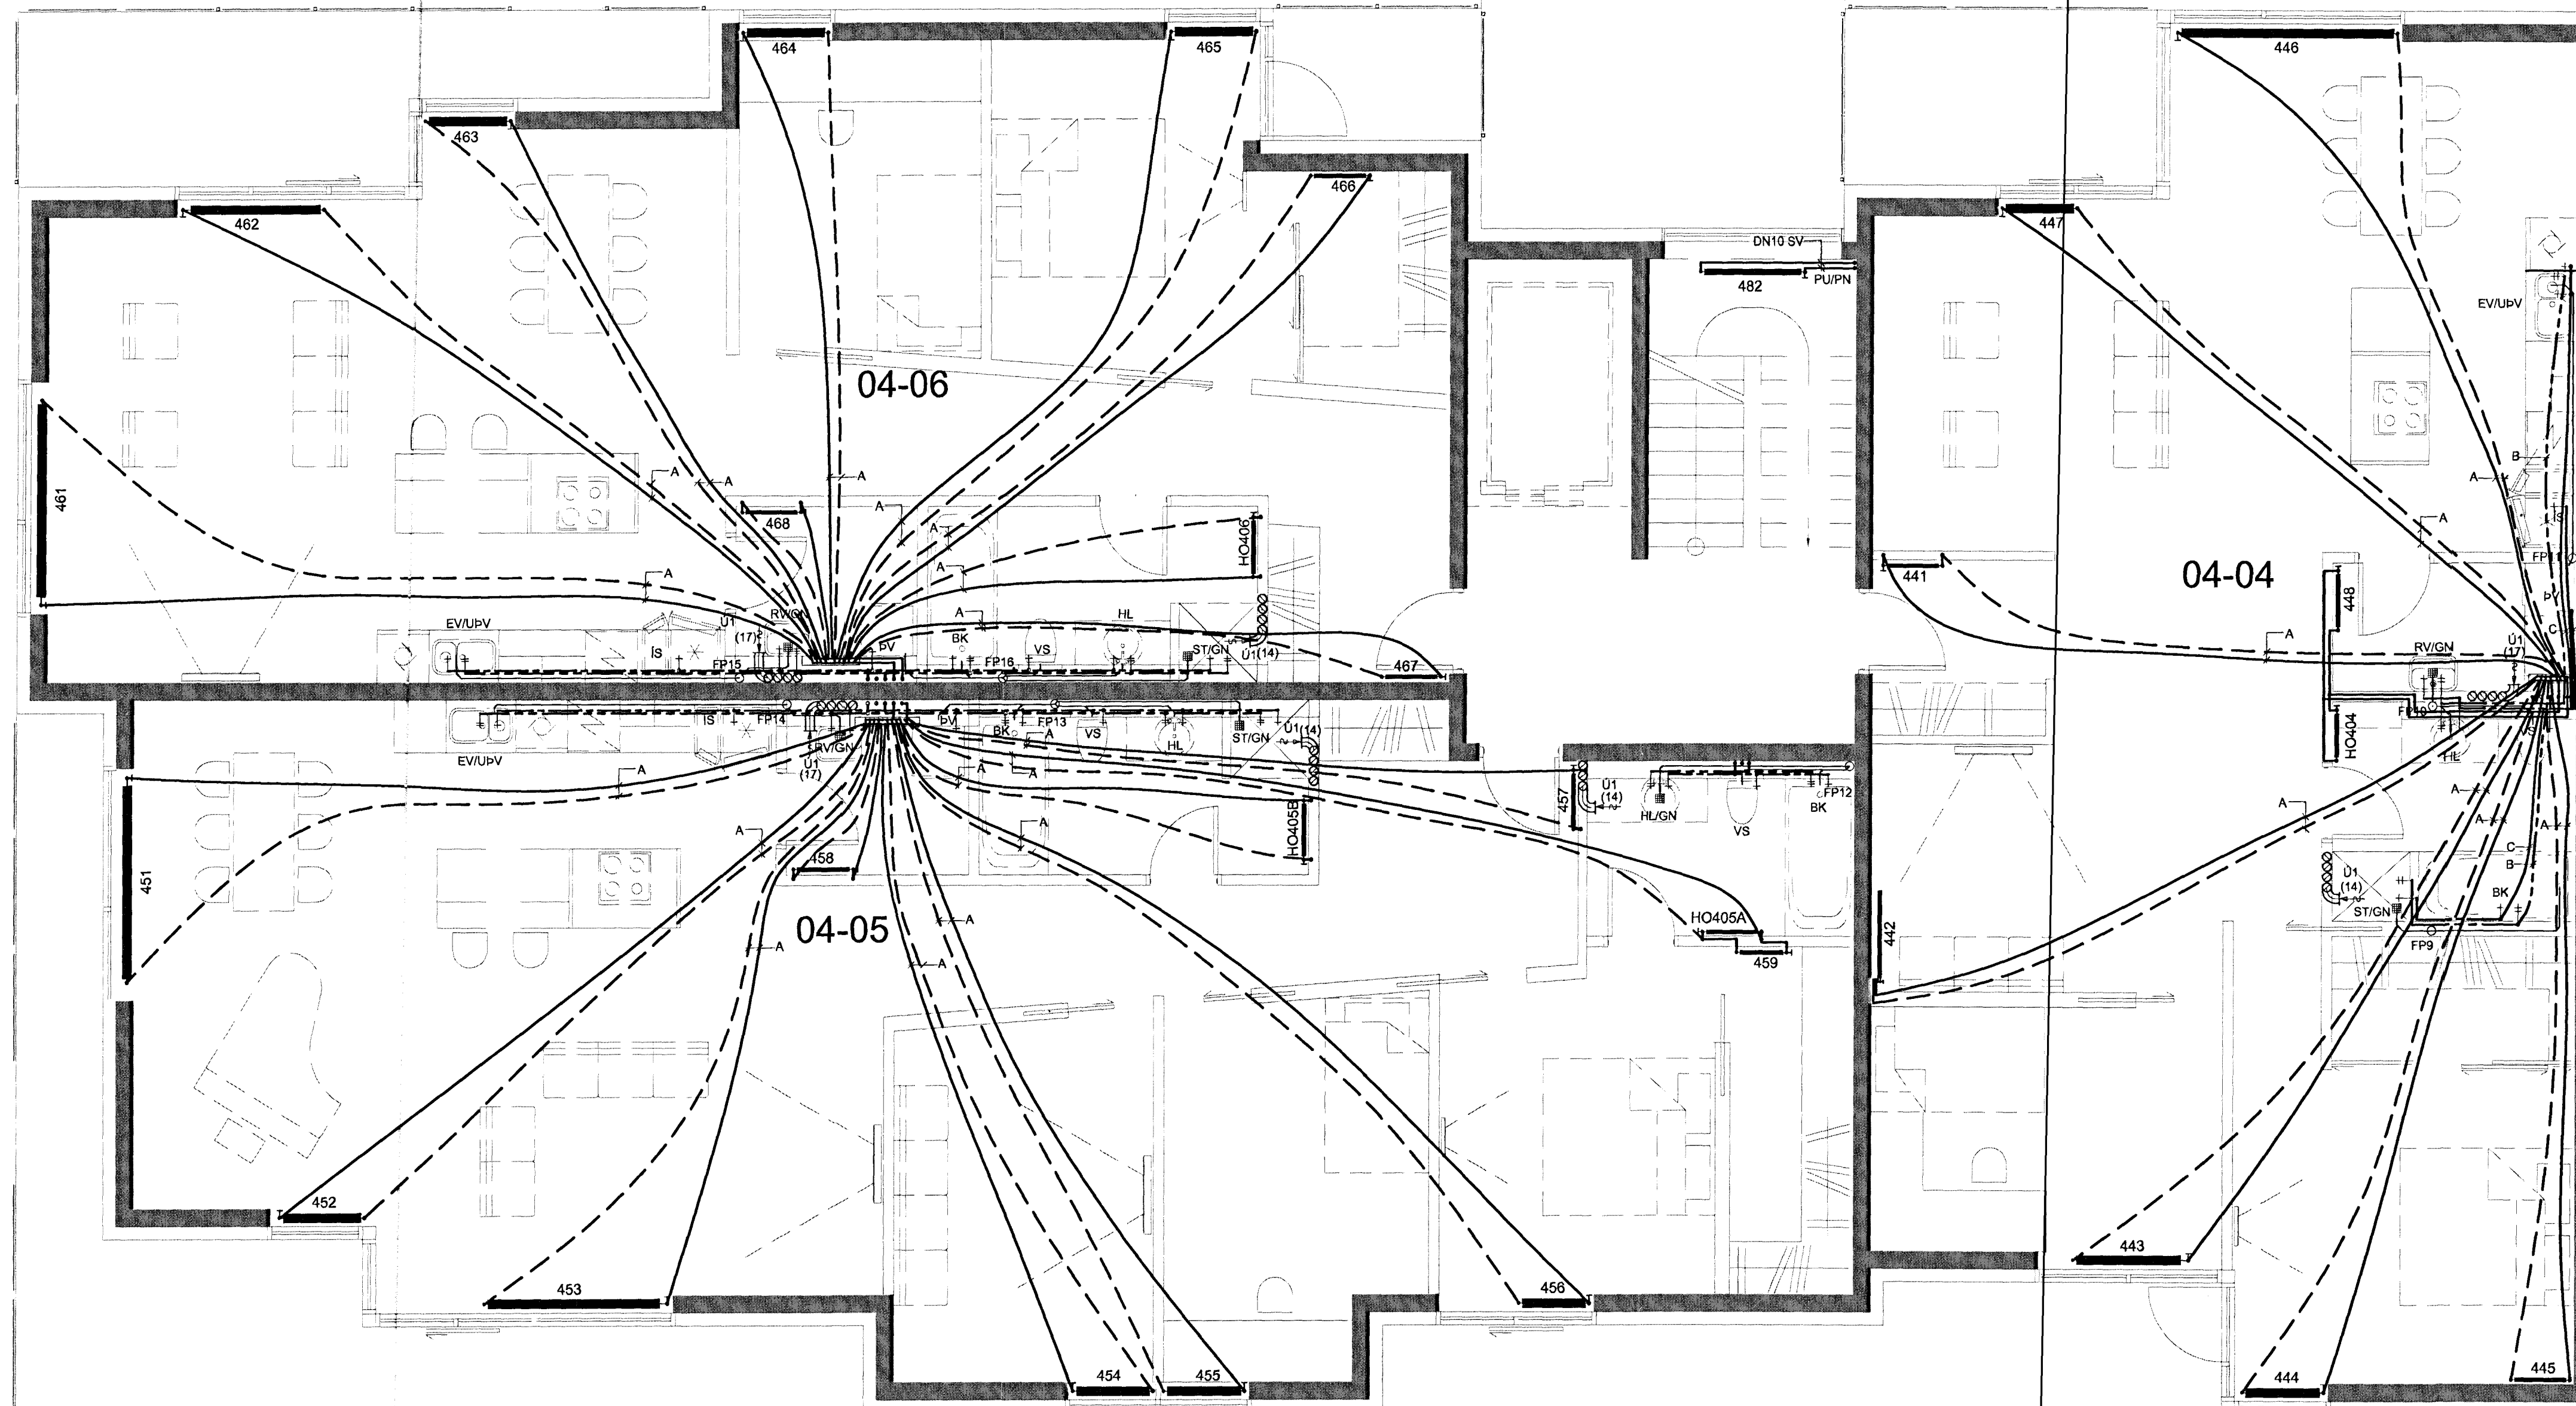 464
465
446
463
466
462
447
DN10 SV
482
PU/PN
EV/UÞV
04-06
A
A
A
B
A
461
468
A
A
HO406
A
A
441
04-04
FP11
A
A
448
ÞV
EV/UÞV
ÍS
Ú1
(17)
RV/GN
ÞV
BK
A
VS
HL
ST/GN
Ú1(14)
C
A
RV/GN
Ú1
(17)
FP15
FP16
467
FP10
HO404
HL
ÍS
FP14
ÞV
FP13
BK
A
VS
HL
ST/GN
Ú1(14)
EV/UÞV
RV/GN
Ú1
(17)
A
A
A
457
Ú1
(14)
HL/GN
VS
BK
FP12
A
A
A
A
A
C
B
451
458
HO405B
Ú1
(14)
BK
ST/GN
FP9
04-05
A
A
A
HO405A
459
442
452
453
456
443
454
455
444
445